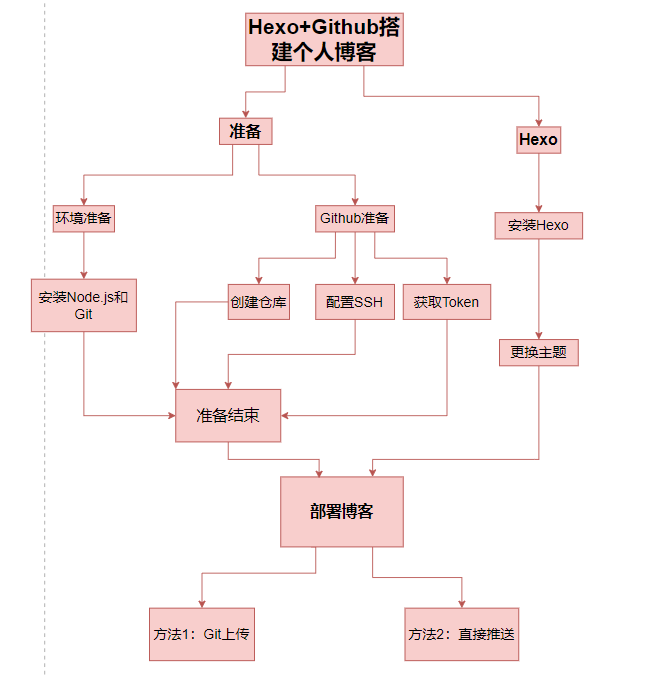 Hexo+Github搭
建个人博客
准备
Hexo
环境准备
Github准备
安装Hexo
安装Node.js和
Git
创建仓库
配置SSH
获取Token
更换主题
准备结束
部署博客
方法1：Git上传
方法2：直接推送